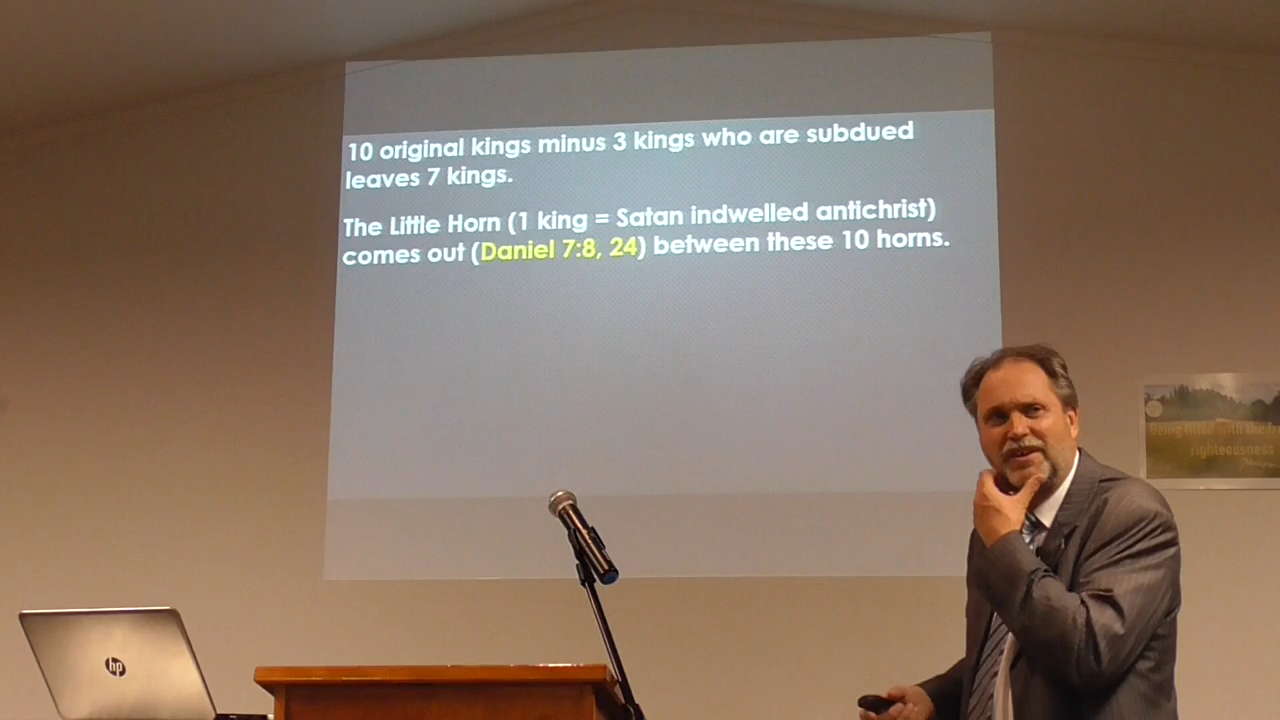 10 original kings minus 3 kings who are subdued
leaves 7 kings.
The Little Horn (1 king = Satan indwelled antichrist)
comes out (Daniel 7:8, 24) between these 10 horns.
righteousness
hp